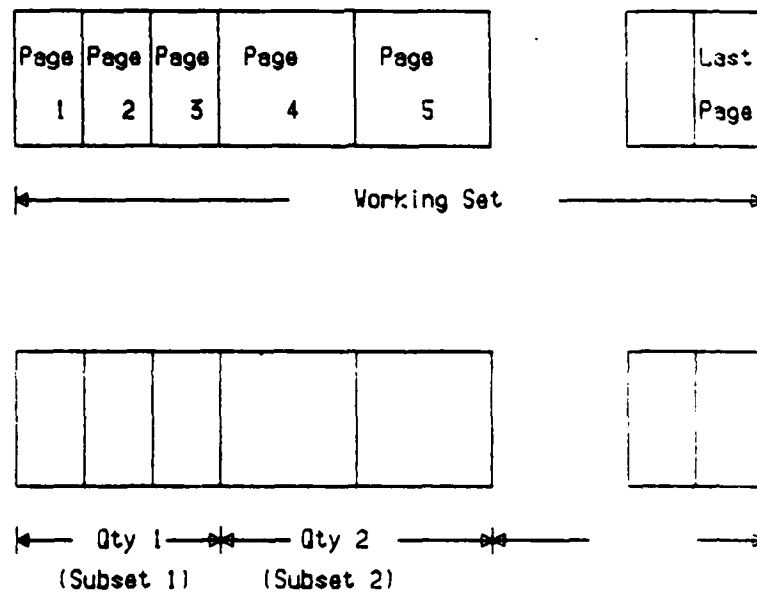 Page Page Page Page Page Last
1 2 3 4 5 Page
Working Set
Qty 1 Qty 2
(Subset 1) (Subset 2)